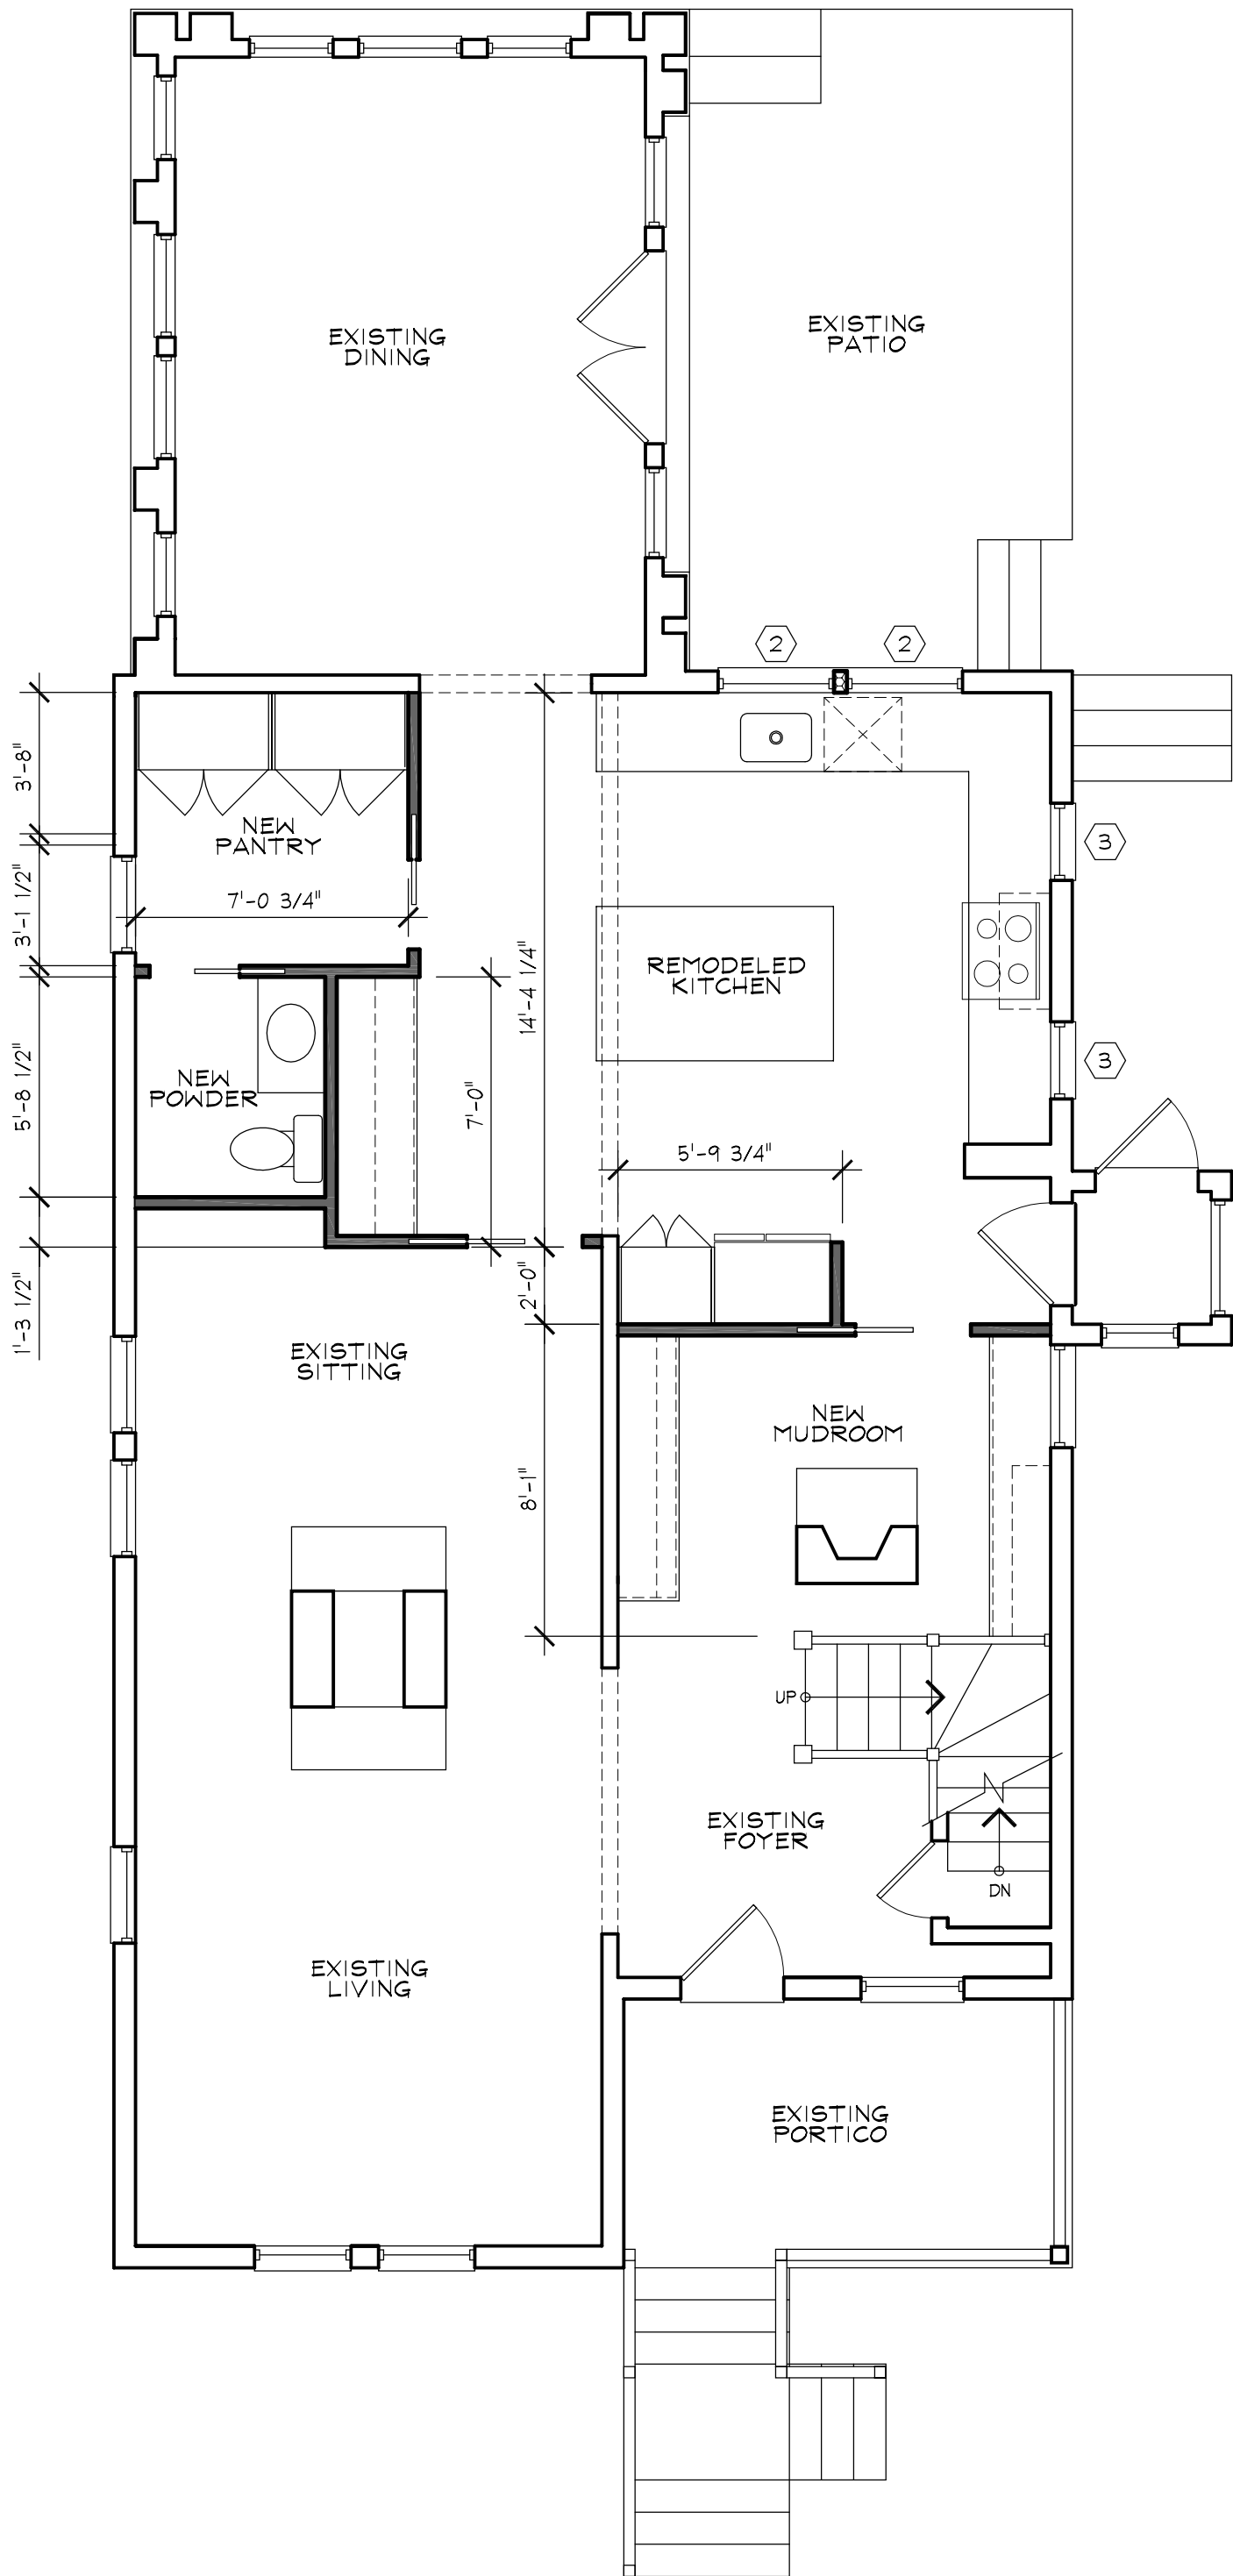 EXISTING
DINING
EXISTING
PATIO
2
2
3'-8"
NEW
PANTRY
3
3'-1 1/2"
7'-0 3/4"
14'-4 1/4"
REMODELED
KITCHEN
5'-8 1/2"
NEW
POWDER
7'-0"
3
5'-9 3/4"
1'-3 1/2"
2'-0"
EXISTING
SITTING
NEW
MUDROOM
8'-1"
UP
EXISTING
FOYER
DN
EXISTING
LIVING
EXISTING
PORTICO